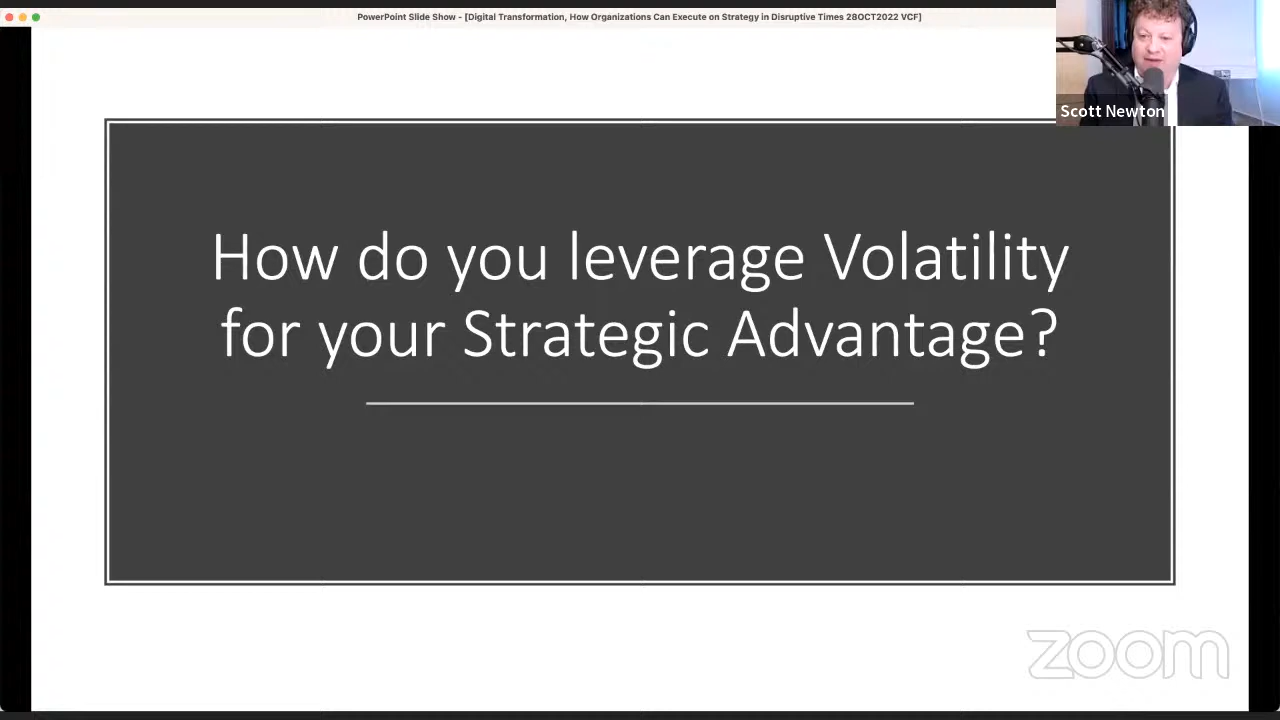 PowerPoint Slide Show - [Digital Transformation, How Organizations Can Execute on Strategy in Disruptive Times 28OCT2022 VCF]
Scott Newton
How do you leverage Volatility
for your Strategic Advantage?
zoom